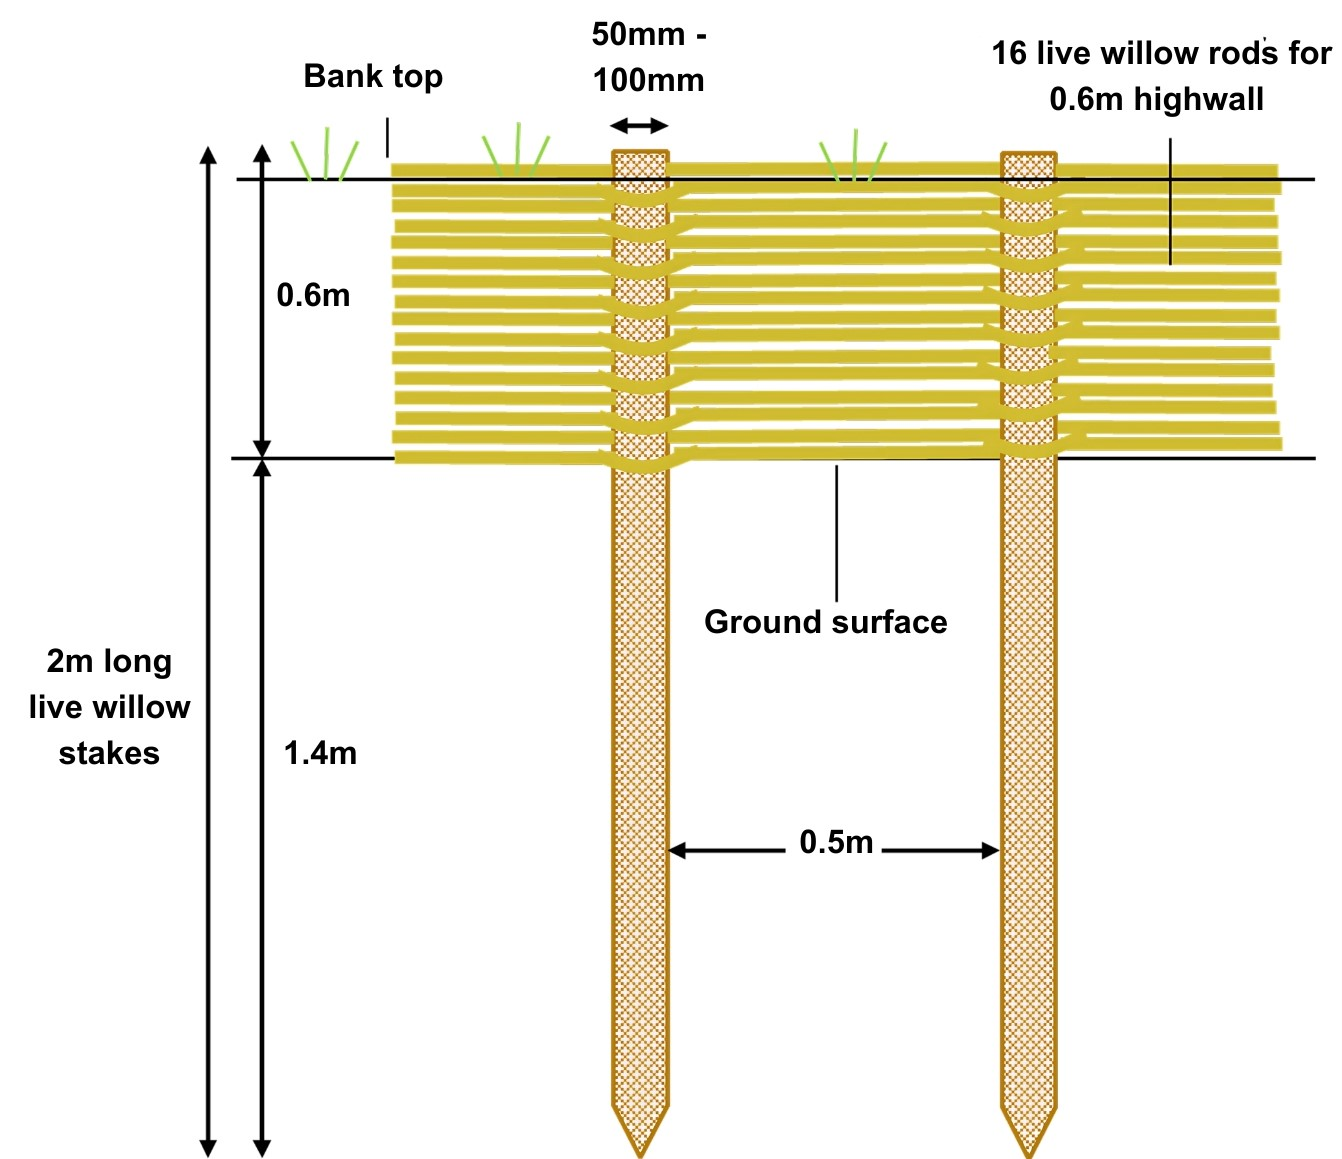 50mm -
100mm
Bank top
16 live willow rods for
0.6m highwall
0.6m
Ground surface
2m long
live willow
stakes
1.4m
0.5m